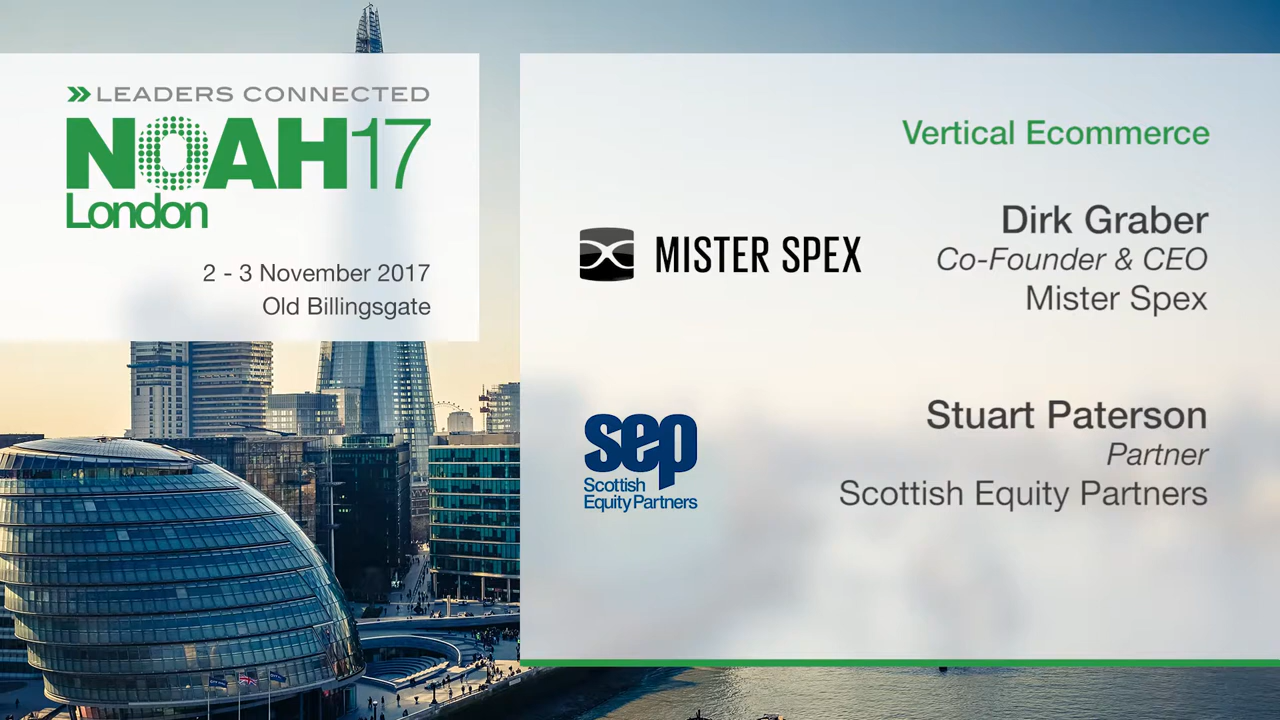 LEADERS CONNECTED
NOAH17
London
2 - 3 November 2017
Old Billingsgate
Vertical Ecommerce
MISTER SPEX
Dirk Graber
Co-Founder & CEO
Mister Spex
sep
Scottish
Equity Partners
Stuart Paterson
Partner
Scottish Equity Partners